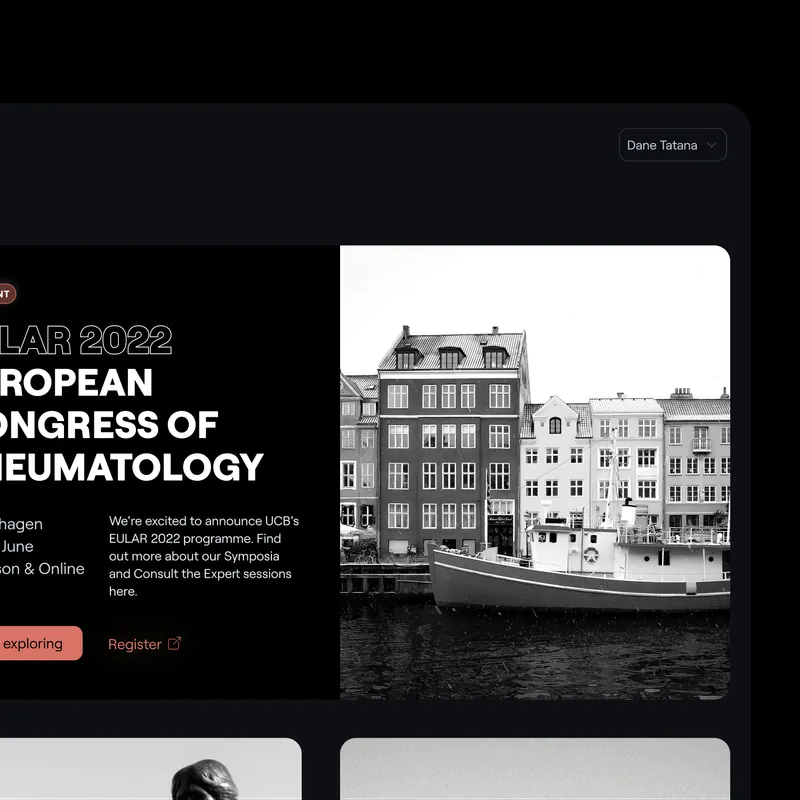 Dane Tatana
NT
LAR 2022
ROPEAN
ONGRESS OF
HEUMATOLOGY
hagen
June
son & Online
We're excited to announce UCB's
EULAR 2022 programme. Find
out more about our Symposia
and Consult the Expert sessions
here.
exploring
Register